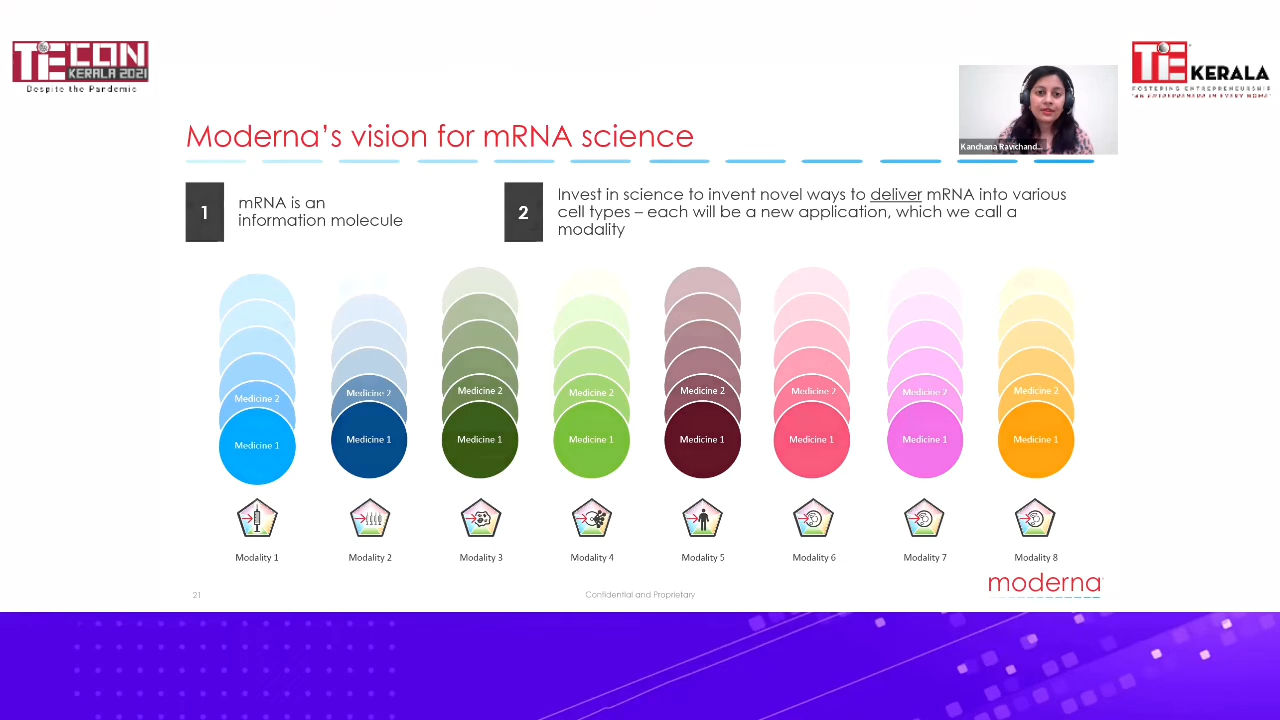 TiECON
KERALA 2021
Despite the Pandemic
TiE KERALA
FOSTERING ENTREPRENEURSHIP
"AN ENTREPRENEUR IN EVERY HOME"
Kanchana Ravichand...
Moderna's vision for mRNA science
1
mRNA is an
information molecule
2
Invest in science to invent novel ways to deliver mRNA into various
cell types – each will be a new application, which we call a
modality
Medicine 2
Medicine 2
Medicine 2
Medicine 2
Medicine 2
Medicine 2
Medicine 2
Medicine 2
Medicine 1
Medicine 1
Medicine 1
Medicine 1
Medicine 1
Medicine 1
Medicine 1
Medicine 1
Modality 1
Modality 2
Modality 3
Modality 4
Modality 5
Modality 6
Modality 7
Modality 8
21
Confidential and Proprietary
moderna